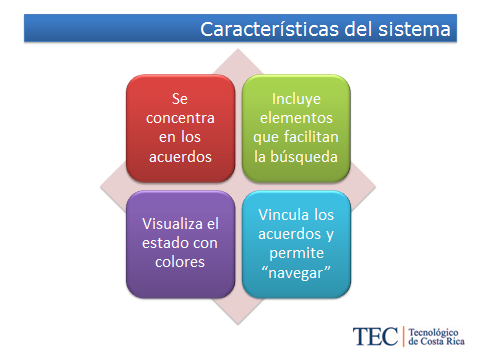 Características del sistema
Se
concentra
en los
acuerdos
Incluye
elementos
que facilitan
la búsqueda
Visualiza el
estado con
colores
Vincula los
acuerdos y
permite
“navegar”
TEC
Tecnológico
de Costa Rica